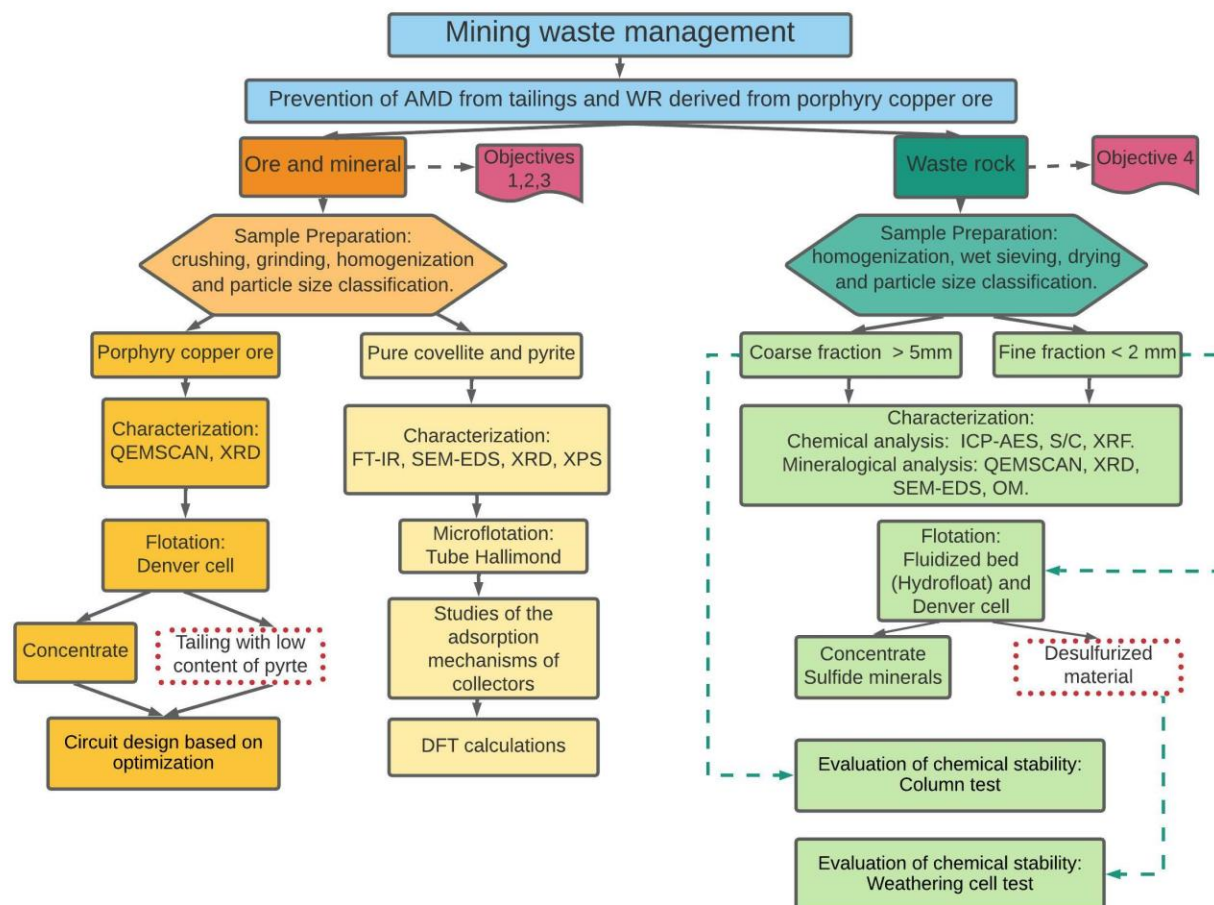 Mining waste management
Prevention of AMD from tailings and WR derived from porphyry copper ore
Ore and mineral
Objectives
1,2,3
Waste rock
Objective 4
Sample Preparation:
crushing, grinding, homogenization
and particle size classification.
Sample Preparation:
homogenization, wet sieving, drying
and particle size classification.
Porphyry copper ore
Pure covellite and pyrite
Coarse fraction > 5mm
Fine fraction < 2 mm
Characterization:
QEMSCAN, XRD
Characterization:
FT-IR, SEM-EDS, XRD, XPS
Characterization:
Chemical analysis: ICP-AES, S/C, XRF.
Mineralogical analysis: QEMSCAN, XRD,
SEM-EDS, OM.
Flotation:
Denver cell
Microflotation:
Tube Hallimond
Flotation:
Fluidized bed
(Hydrofloat) and
Denver cell
Concentrate
Tailing with low
content of pyrte
Studies of the
adsorption
mechanisms of
collectors
Concentrate
Sulfide minerals
Desulfurized
material
Circuit design based on
optimization
DFT calculations
Evaluation of chemical stability:
Column test
Evaluation of chemical stability:
Weathering cell test